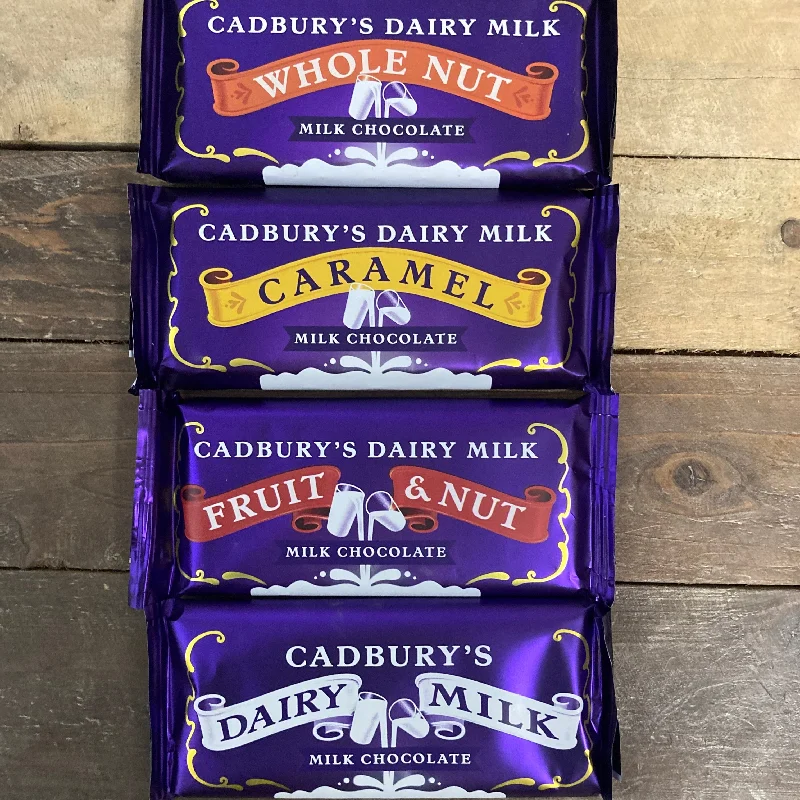 CADBURY'S DAIRY MILK
WHOLE NUT
MILK CHOCOLATE
CADBURY'S DAIRY MILK
CARAMEL
MILK CHOCOLATE
CADBURY'S DAIRY MILK
FRUIT & NUT
MILK CHOCOLATE
CADBURY'S
DAIRY MILK
MILK CHOCOLATE